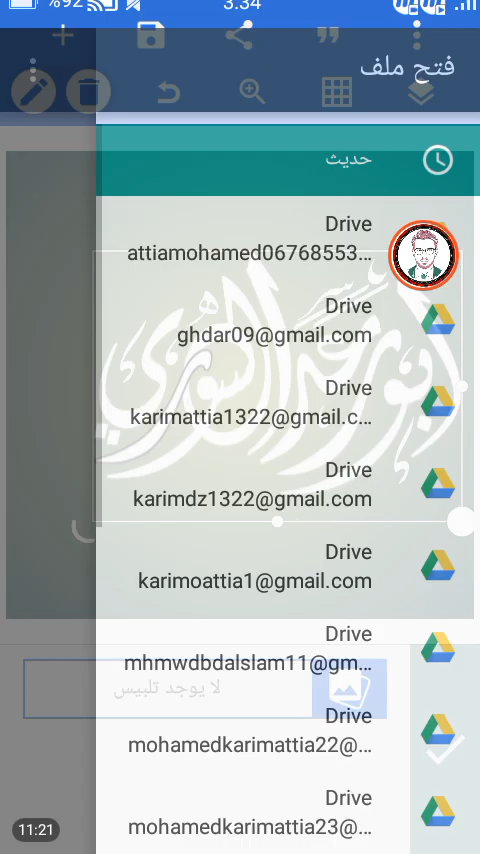 %92
3.34
فتح ملف
حديث
Drive
attiamohamed06768553...
Drive
ghdar09@gmail.com
Drive
karimattia1322@gmail.c...
Drive
karimdz1322@gmail.com
Drive
karimoattia1@gmail.com
Drive
mhmwdbdalslam11@gm...
لا يوجد تلبيس
Drive
mohamedkarimattia22@...
Drive
mohamedkarimattia23@...
11:21